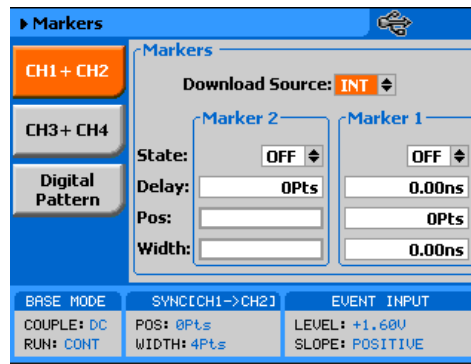 Markers
Markers
CH1+ CH2
Download Source: INT
CH3+ CH4
Marker 2 Marker 1
State: OFF OFF
Digital
Pattern
Delay: 0Pts 0.00ns
Pos: 0Pts
Width: 0.00ns
BASE MODE SYNC[CH1->CH2] EVENT INPUT
COUPLE: DC POS: 0Pts LEVEL: +1.60V
RUN: CONT WIDTH: 4Pts SLOPE: POSITIVE